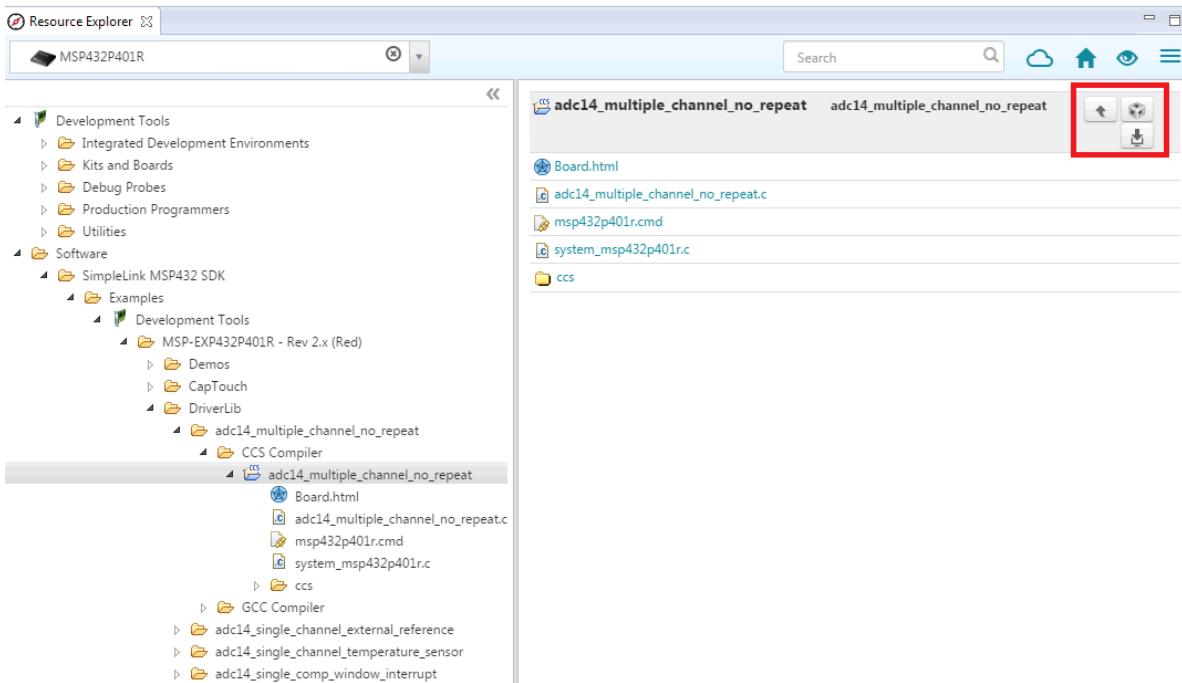 Resource Explorer
MSP432P401R
Search
Development Tools
Integrated Development Environments
Kits and Boards
Debug Probes
Production Programmers
Utilities
Software
SimpleLink MSP432 SDK
Examples
Development Tools
MSP-EXP432P401R - Rev 2.x (Red)
Demos
CapTouch
DriverLib
adc14_multiple_channel_no_repeat
CCS Compiler
CCS adc14_multiple_channel_no_repeat
Board.html
.c adc14_multiple_channel_no_repeat.c
msp432p401r.cmd
.c system_msp432p401r.c
ccs
GCC Compiler
adc14_single_channel_external_reference
adc14_single_channel_temperature_sensor
adc14_single_comp_window_interrupt
CCS adc14_multiple_channel_no_repeat adc14_multiple_channel_no_repeat
Board.html
.c adc14_multiple_channel_no_repeat.c
msp432p401r.cmd
.c system_msp432p401r.c
ccs